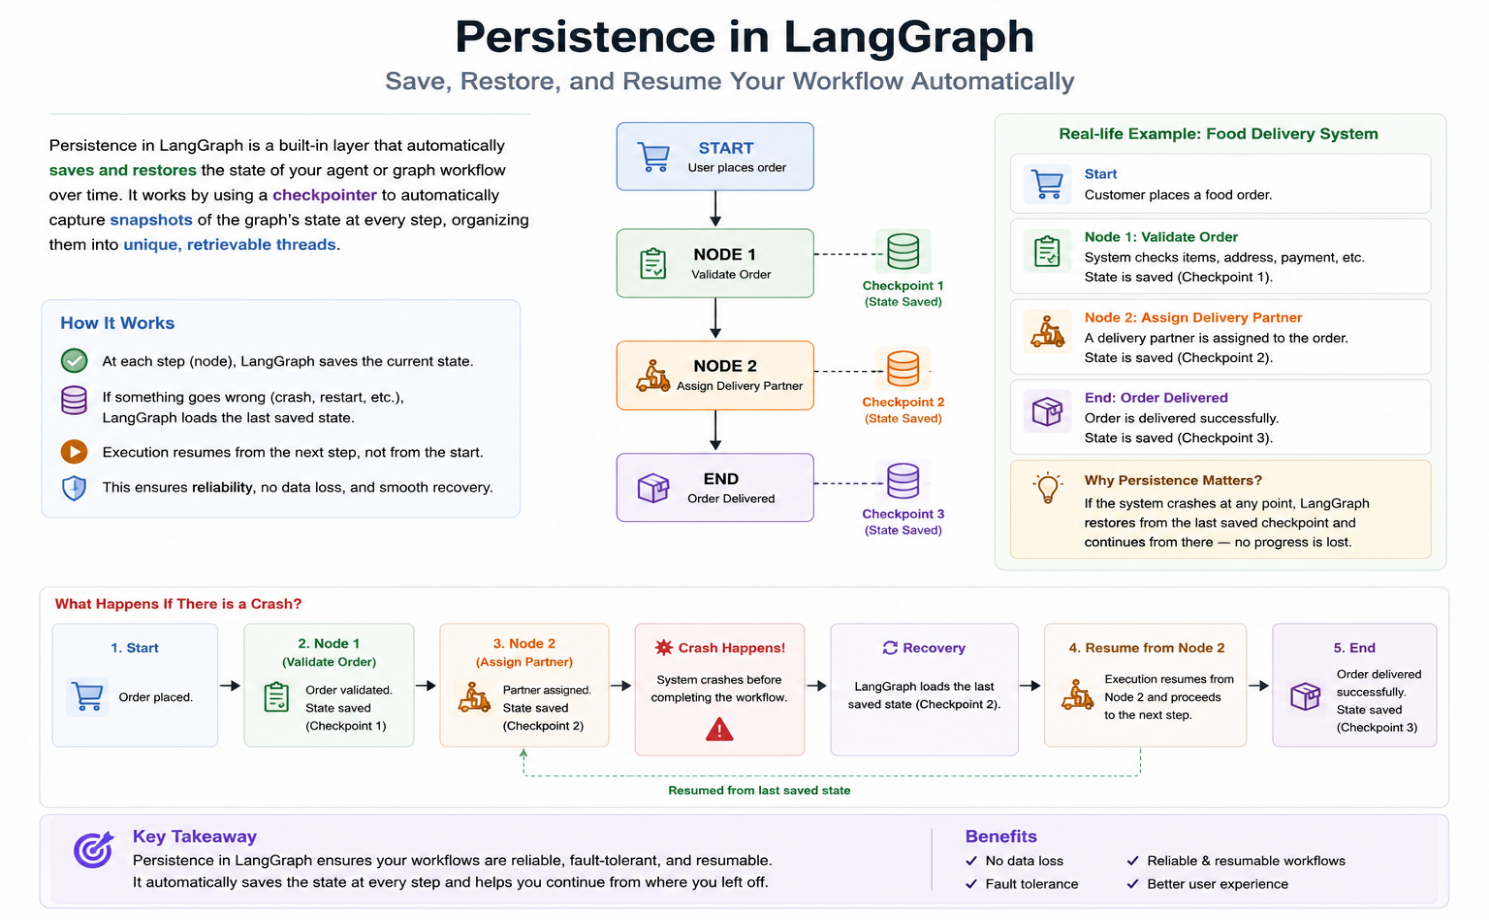 Persistence in LangGraph
Save, Restore, and Resume Your Workflow Automatically
Persistence in LangGraph is a built-in layer that automatically
saves and restores the state of your agent or graph workflow
over time. It works by using a checkpointer to automatically
capture snapshots of the graph's state at every step, organizing
them into unique, retrievable threads.
How It Works
At each step (node), LangGraph saves the current state.
If something goes wrong (crash, restart, etc.),
LangGraph loads the last saved state.
Execution resumes from the next step, not from the start.
This ensures reliability, no data loss, and smooth recovery.
START
User places order
NODE 1
Validate Order
Checkpoint 1
(State Saved)
NODE 2
Assign Delivery Partner
Checkpoint 2
(State Saved)
END
Order Delivered
Checkpoint 3
(State Saved)
Real-life Example: Food Delivery System
Start
Customer places a food order.
Node 1: Validate Order
System checks items, address, payment, etc.
State is saved (Checkpoint 1).
Node 2: Assign Delivery Partner
A delivery partner is assigned to the order.
State is saved (Checkpoint 2).
End: Order Delivered
Order is delivered successfully.
State is saved (Checkpoint 3).
Why Persistence Matters?
If the system crashes at any point, LangGraph
restores from the last saved checkpoint and
continues from there — no progress is lost.
What Happens If There is a Crash?
1. Start
Order placed.
2. Node 1
(Validate Order)
Order validated.
State saved
(Checkpoint 1)
3. Node 2
(Assign Partner)
Partner assigned.
State saved
(Checkpoint 2)
Crash Happens!
System crashes before
completing the workflow.
Recovery
LangGraph loads the last
saved state (Checkpoint 2).
4. Resume from Node 2
Execution resumes from
Node 2 and proceeds
to the next step.
5. End
Order delivered
successfully.
State saved
(Checkpoint 3)
Resumed from last saved state
Key Takeaway
Persistence in LangGraph ensures your workflows are reliable, fault-tolerant, and resumable.
It automatically saves the state at every step and helps you continue from where you left off.
Benefits
No data loss
Fault tolerance
Reliable & resumable workflows
Better user experience